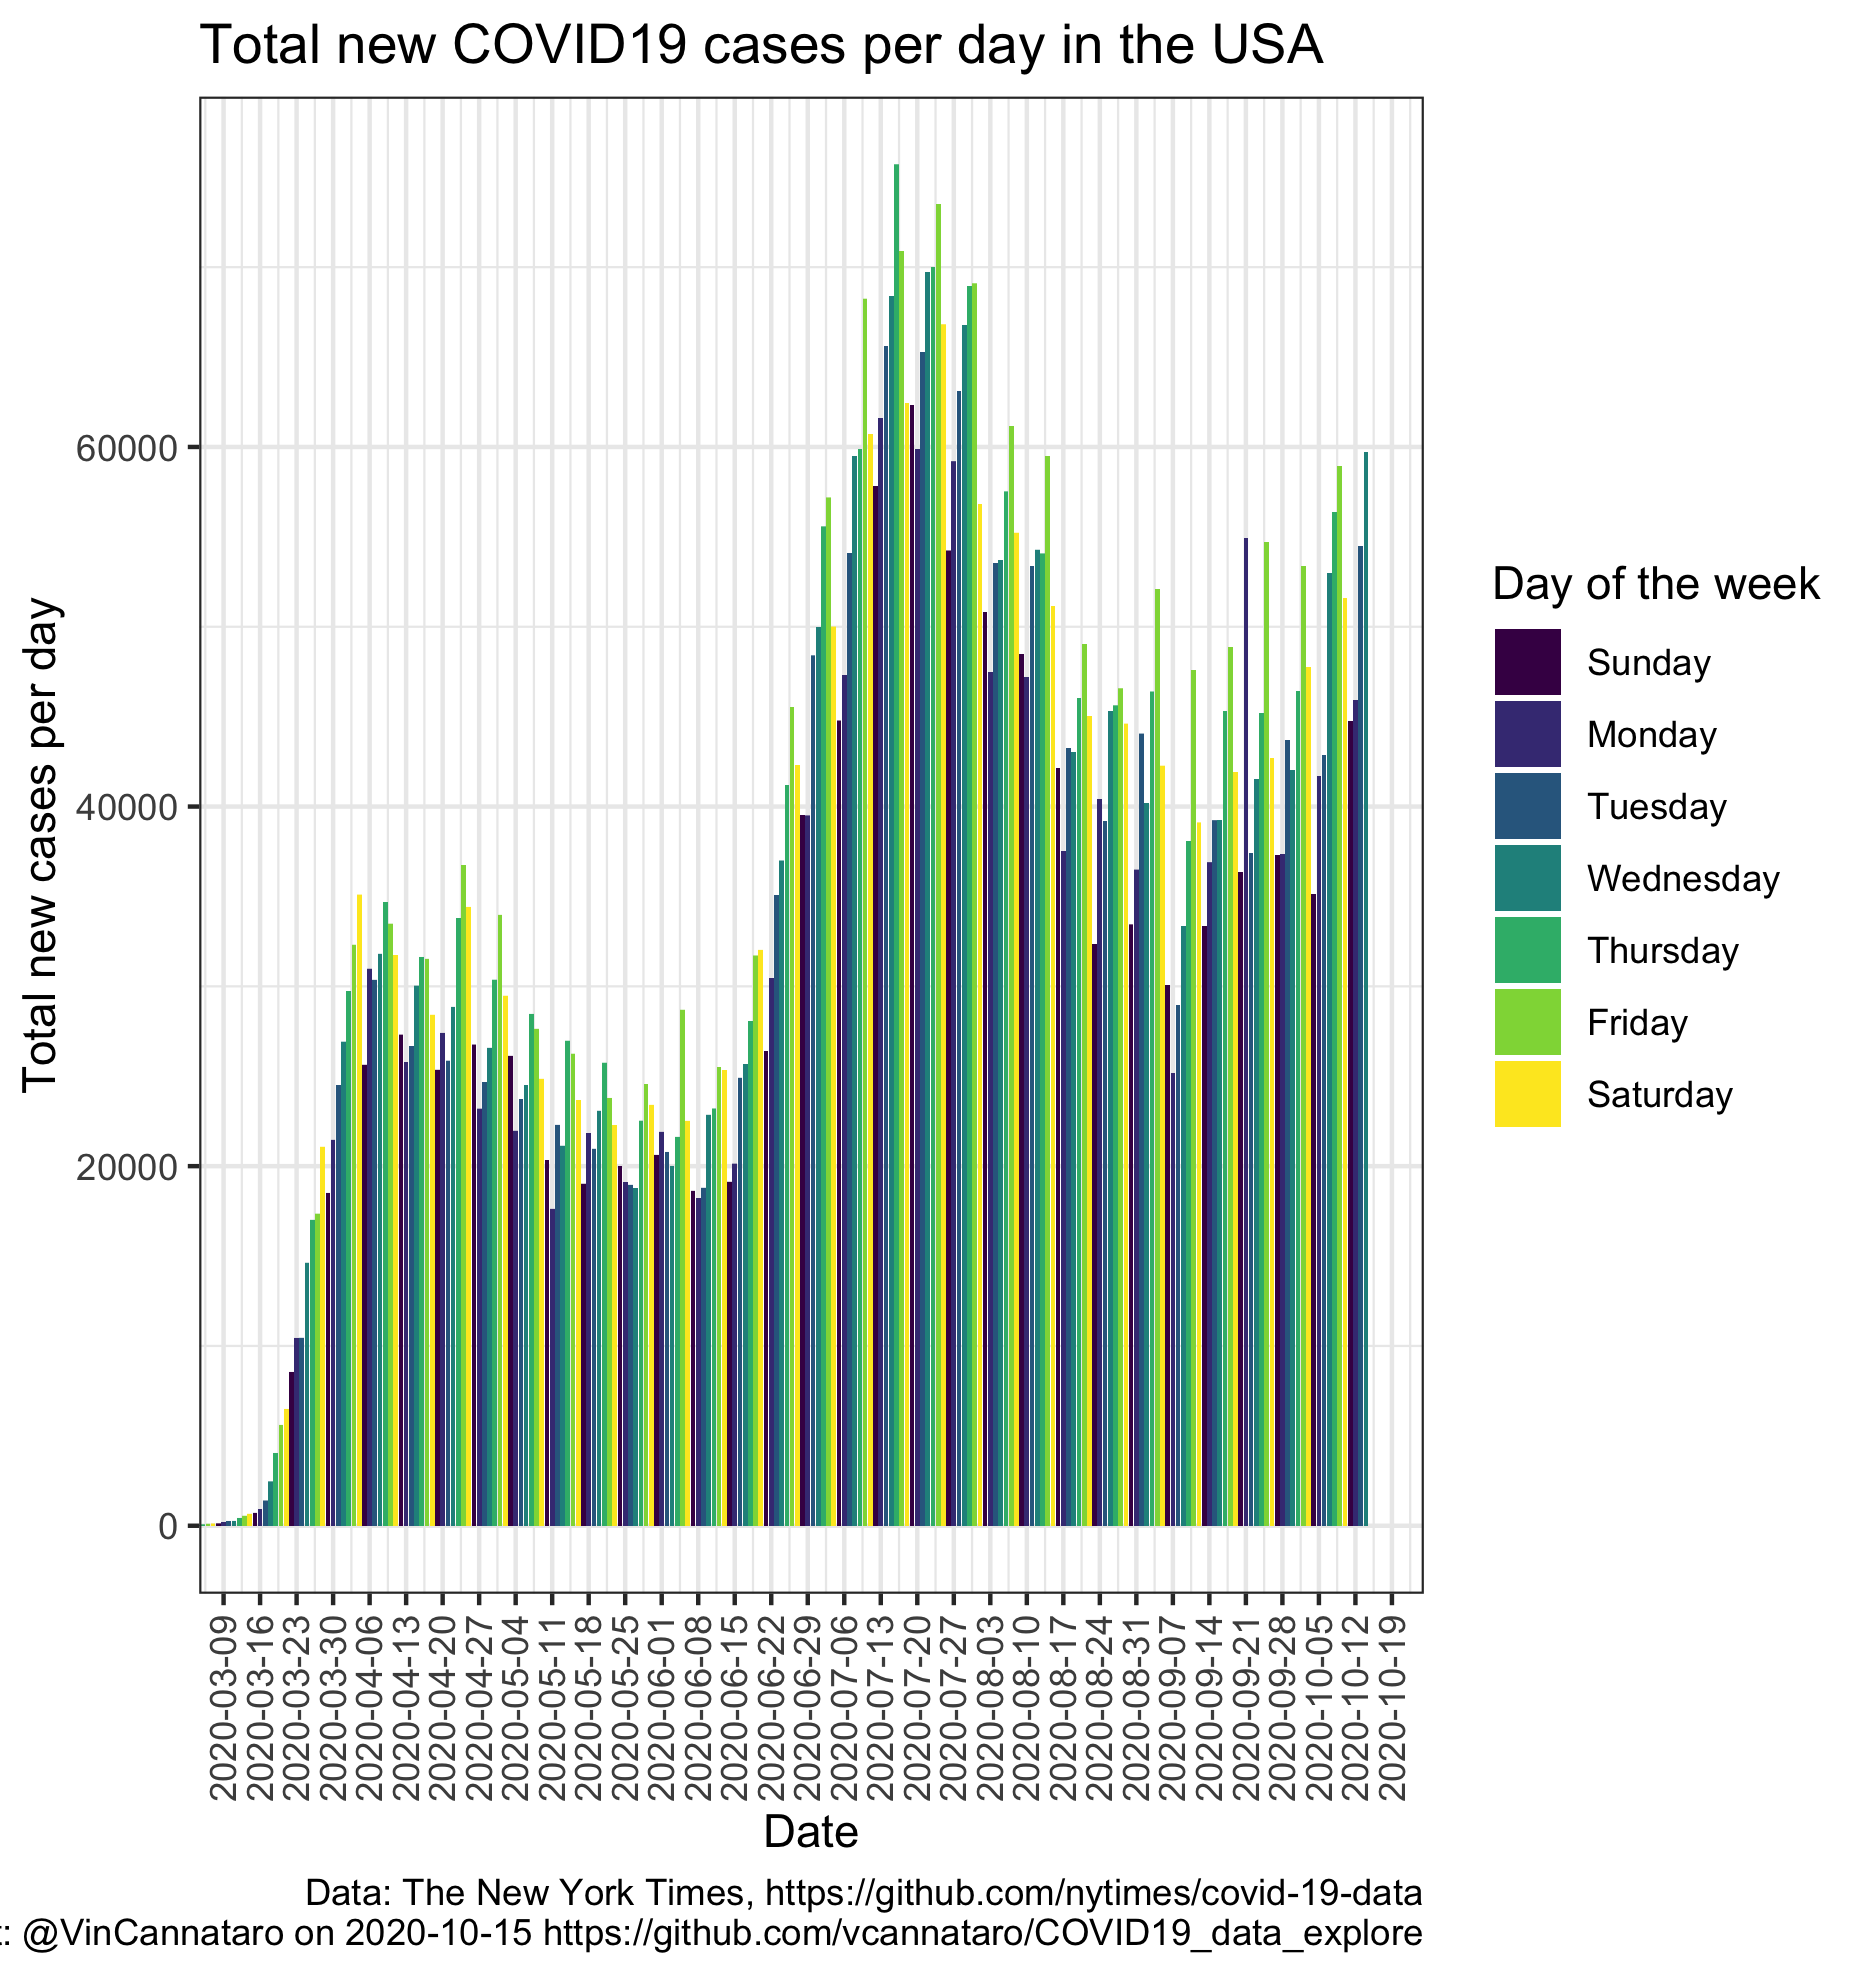 Total new COVID19 cases per day in the USA
Total new cases per day
60000
40000
20000
0
2020-03-09
2020-03-16
2020-03-23
2020-03-30
2020-04-06
2020-04-13
2020-04-20
2020-04-27
2020-05-04
2020-05-11
2020-05-18
2020-05-25
2020-06-01
2020-06-08
2020-06-15
2020-06-22
2020-06-29
2020-07-06
2020-07-13
2020-07-20
2020-07-27
2020-08-03
2020-08-10
2020-08-17
2020-08-24
2020-08-31
2020-09-07
2020-09-14
2020-09-21
2020-09-28
2020-10-05
2020-10-12
2020-10-19
Date
Day of the week
Sunday
Monday
Tuesday
Wednesday
Thursday
Friday
Saturday
Data: The New York Times, https://github.com/nytimes/covid-19-data
: @VinCannataro on 2020-10-15 https://github.com/vcannataro/COVID19_data_explore